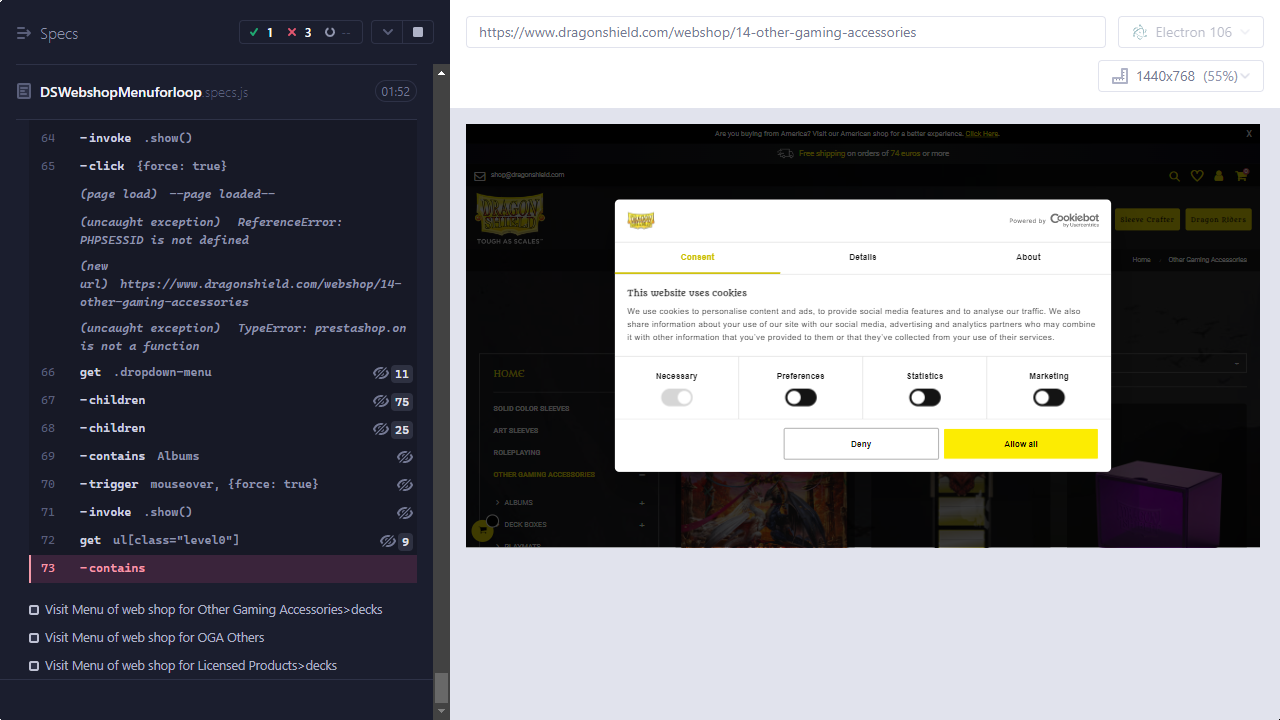 Specs
1
3
--
DSWebshopMenuforloop.specs.js
01:52
64 -invoke .show()
65 -click {force: true}
(page load) --page loaded--
(uncaught exception) ReferenceError:
PHPSESSID is not defined
(new
url) https://www.dragonshield.com/webshop/14-
other-gaming-accessories
(uncaught exception) TypeError: prestashop.on
is not a function
66 get .dropdown-menu 11
67 -children 75
68 -children 25
69 -contains Albums
70 -trigger mouseover, {force: true}
71 -invoke .show()
72 get ul[class="level0"] 9
73 -contains
Visit Menu of web shop for Other Gaming Accessories>decks
Visit Menu of web shop for OGA Others
Visit Menu of web shop for Licensed Products>decks
https://www.dragonshield.com/webshop/14-other-gaming-accessories
Electron 106
1440x768 (55%)
Are you buying from America? Visit our American shop for a better experience. Click Here.
X
Free shipping on orders of 74 euros or more
shop@dragonshield.com
DRAGON
SHIELD
TOUGH AS SCALES
Sleeve Crafter
Dragon Riders
Home
Other Gaming Accessories
Powered by Cookiebot
by Usercentrics
Consent
Details
About
This website uses cookies
We use cookies to personalise content and ads, to provide social media features and to analyse our traffic. We also
share information about your use of our site with our social media, advertising and analytics partners who may combine
it with other information that you've provided to them or that they've collected from your use of their services.
Necessary
Preferences
Statistics
Marketing
Deny
Allow all
HOME
SOLID COLOR SLEEVES
ART SLEEVES
ROLEPLAYING
OTHER GAMING ACCESSORIES
ALBUMS
DECK BOXES
PLAYMATS